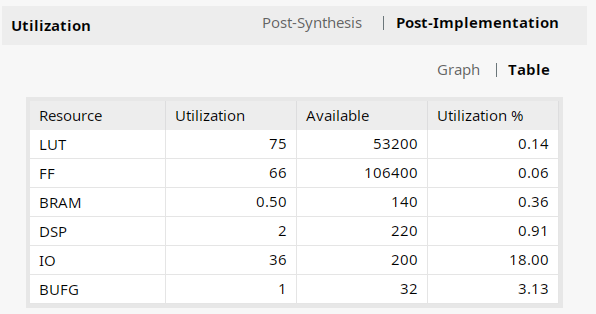 Utilization Post-Synthesis | Post-Implementation
Graph | Table
Resource Utilization Available Utilization %
LUT 75 53200 0.14
FF 66 106400 0.06
BRAM 0.50 140 0.36
DSP 2 220 0.91
IO 36 200 18.00
BUFG 1 32 3.13